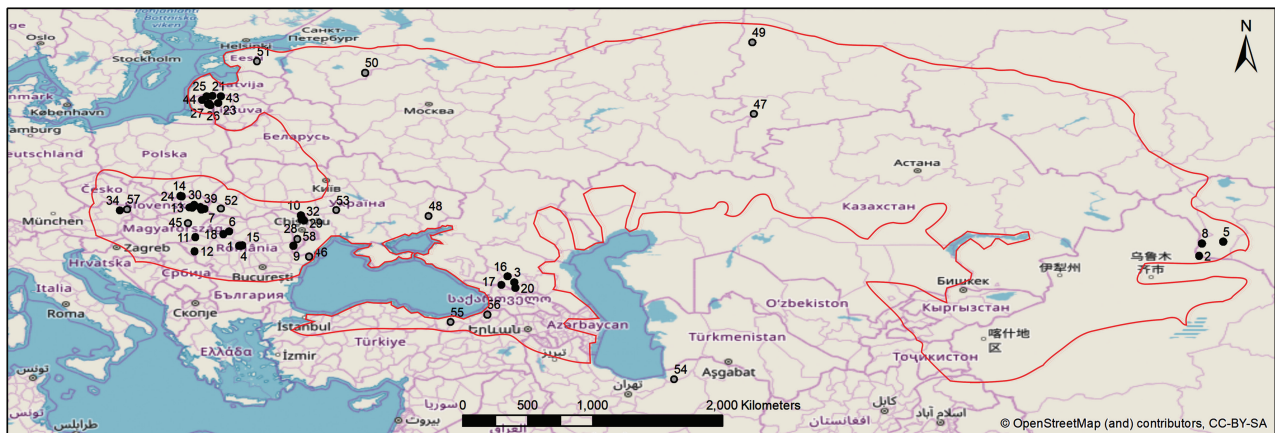 Oslo
Stockholm
Helsinki
Санкт-
Петербург
49
N
51
Eesti
50
Latvija
25
21
43
44
Lietuva
27
26
23
47
København
Москва
Hamburg
Беларусь
Deutschland
Polska
Астана
Česko
14
24
30
39
52
Київ
34
57
Slovensko
13
7
10
32
53
Україна
48
München
45
Magyarország
6
18
Chișinău
29
28
58
Казахстан
8
5
2
乌鲁木
齐市
伊犁州
11
1
15
4
România
Zagreb
12
9
46
Hrvatska
Србија
București
16
3
17
20
საქართველო
Бишкек
Italia
България
56
55
O'zbekiston
Кыргызстан
Roma
Скопје
İstanbul
Երևան
Azərbaycan
喀什地
区
Ελλάδα
İzmir
Türkiye
Türkmenistan
Тоҷикистон
تبریز
Aşgabat
54
تونس
تهران
سوريا
کابل
اسلام آباد
0
500
1,000
2,000 Kilometers
بيروت
العراق
افغانستان
طرابلس
© OpenStreetMap (and) contributors, CC-BY-SA